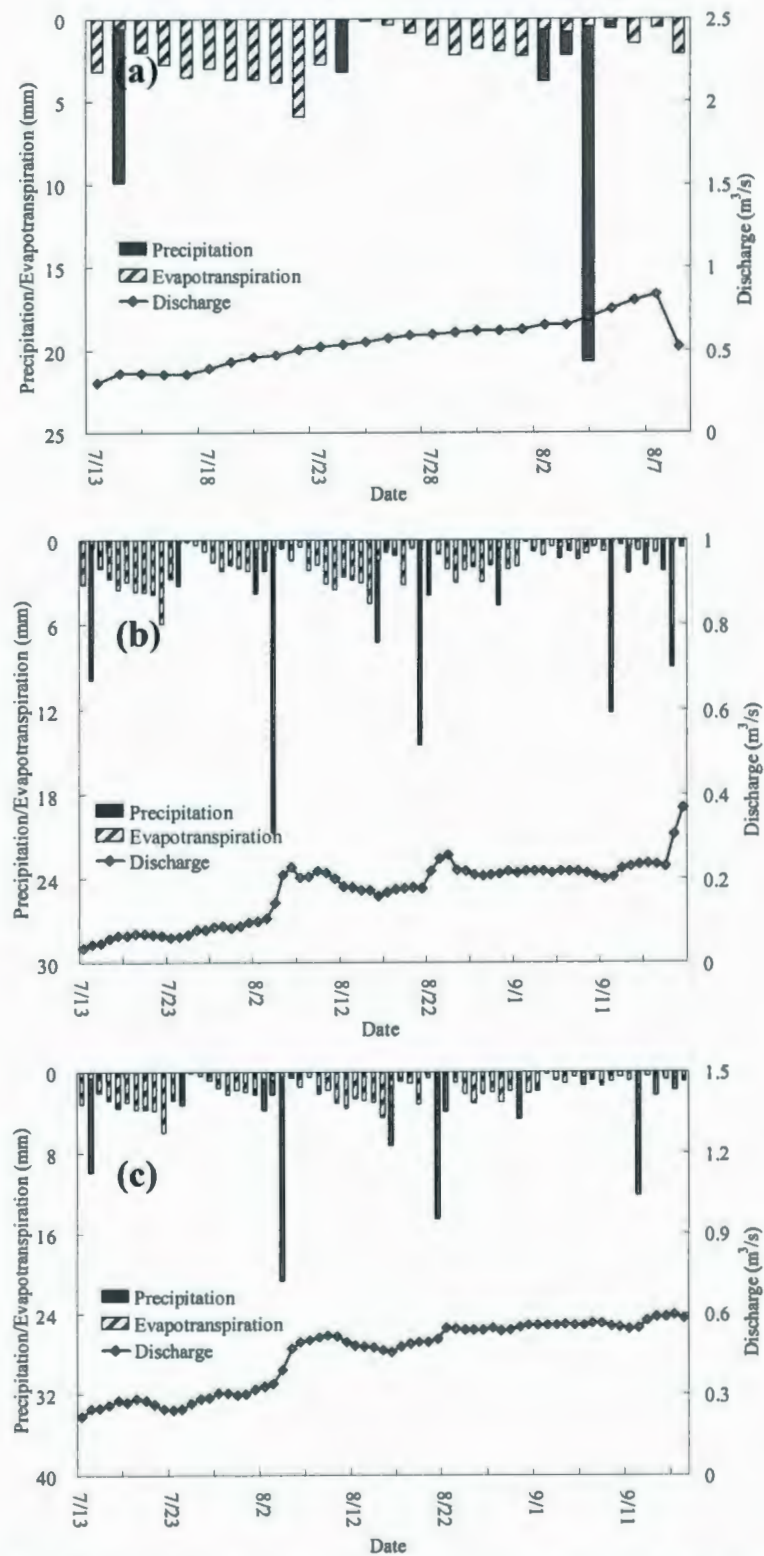 0
5
10
15
20
25
Precipitation/Evapotranspiration (mm)
(a)
Precipitation
Evapotranspiration
Discharge
2.5
2
1.5
1
0.5
0
Discharge (m³/s)
7/13
7/18
7/23
7/28
8/2
8/7
Date
0
6
12
18
24
30
Precipitation/Evapotranspiration (mm)
(b)
Precipitation
Evapotranspiration
Discharge
1
0.8
0.6
0.4
0.2
0
Discharge (m³/s)
7/13
7/23
8/2
8/12
8/22
9/1
9/11
Date
0
8
16
24
32
40
Precipitation/Evapotranspiration (mm)
(c)
Precipitation
Evapotranspiration
Discharge
1.5
1.2
0.9
0.6
0.3
0
Discharge (m³/s)
7/13
7/23
8/2
8/12
8/22
9/1
9/11
Date